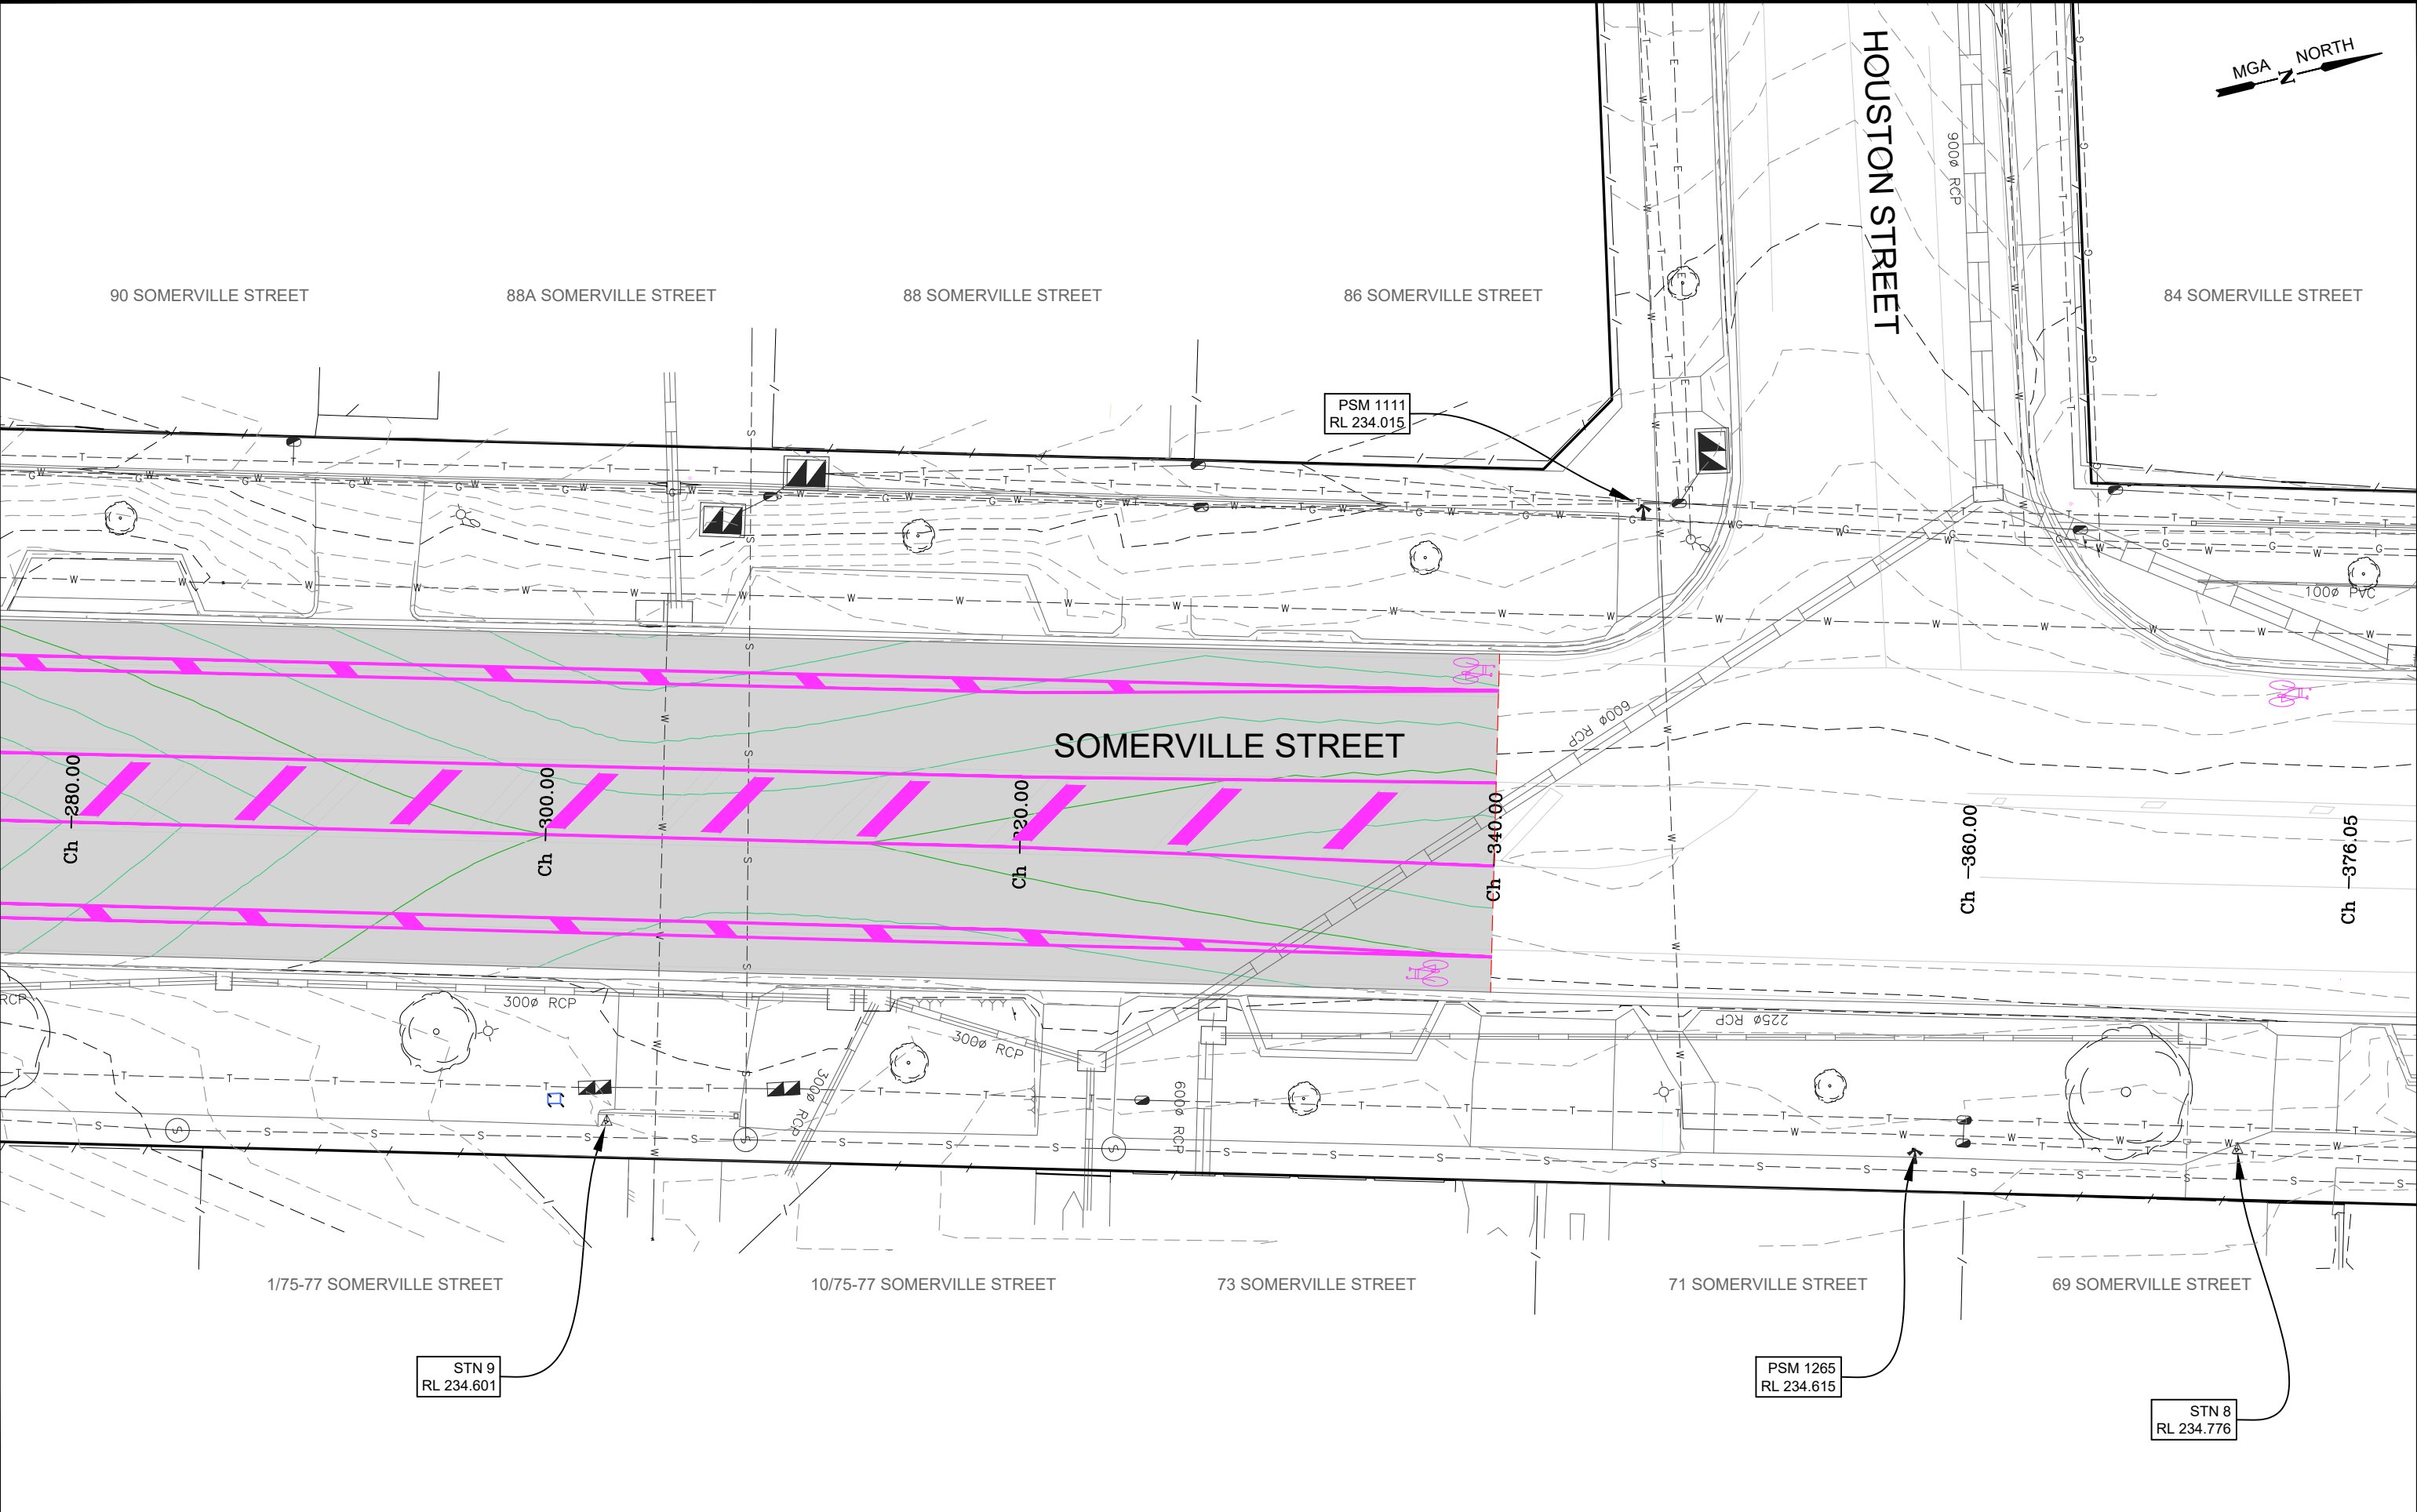 MGA N NORTH
HOUSTON STREET
900ø RCP
90 SOMERVILLE STREET
88A SOMERVILLE STREET
88 SOMERVILLE STREET
86 SOMERVILLE STREET
84 SOMERVILLE STREET
PSM 1111
RL 234.015
100ø PVC
600ø RCP
SOMERVILLE STREET
Ch 280.00
Ch 300.00
Ch 320.00
Ch 340.00
Ch 360.00
Ch 376.05
RCP
300ø RCP
300ø RCP
300ø RCP
600ø RCP
225ø RCP
1/75-77 SOMERVILLE STREET
10/75-77 SOMERVILLE STREET
73 SOMERVILLE STREET
71 SOMERVILLE STREET
69 SOMERVILLE STREET
STN 9
RL 234.601
PSM 1265
RL 234.615
STN 8
RL 234.776